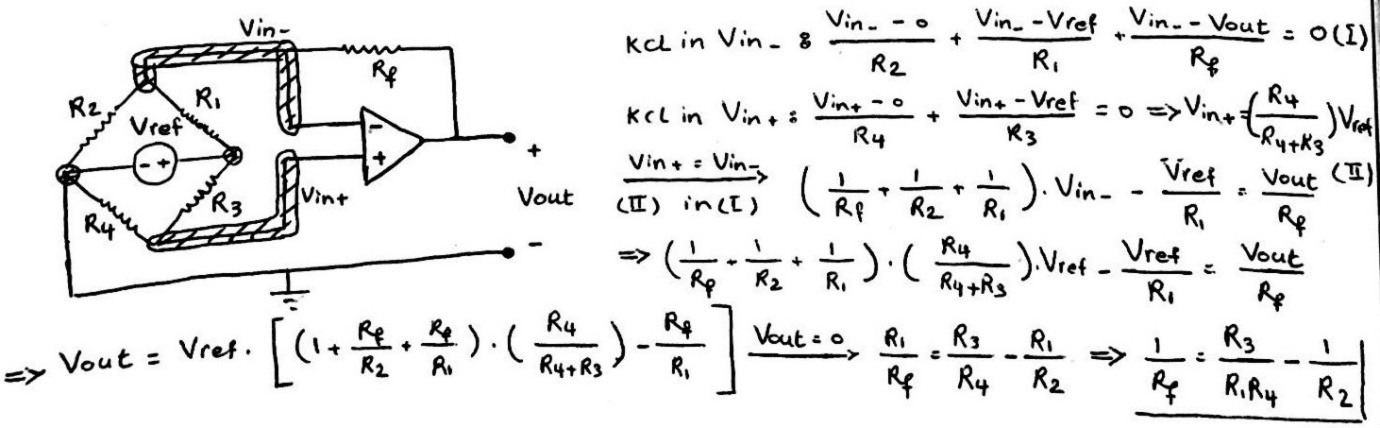 Vin-
Rf
R2
R1
Vref
- +
-
+
R3
R4
Vin+
+
Vout
-
KCL in Vin- : (Vin- - 0)/R2 + (Vin- - Vref)/R1 + (Vin- - Vout)/Rf = 0 (I)
KCL in Vin+ : (Vin+ - 0)/R4 + (Vin+ - Vref)/R3 = 0 => Vin+ = (R4/(R4+R3)) Vref (II)
Vin+ = Vin- (II) in (I) → (1/Rf + 1/R2 + 1/R1) . Vin- - Vref/R1 = Vout/Rf
=> (1/Rf + 1/R2 + 1/R1) . (R4/(R4+R3)) . Vref - Vref/R1 = Vout/Rf
=> Vout = Vref . [(1 + Rf/R2 + Rf/R1) . (R4/(R4+R3)) - Rf/R1] Vout = 0 → R1/Rf = R3/R4 - R1/R2 => 1/Rf = R3/(R1R4) - 1/R2